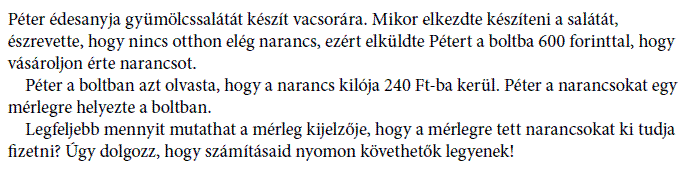 Péter édesanyja gyümölcssalátát készít vacsorára. Mikor elkezdte készíteni a salátát,
észrevette, hogy nincs otthon elég narancs, ezért elküldte Pétert a boltba 600 forinttal, hogy
vásároljon érte narancsot.
Péter a boltban azt olvasta, hogy a narancs kilója 240 Ft-ba kerül. Péter a narancsokat egy
mérlegre helyezte a boltban.
Legfeljebb mennyit mutathat a mérleg kijelzője, hogy a mérlegre tett narancsokat ki tudja
fizetni? Úgy dolgozz, hogy számításaid nyomon követhetők legyenek!